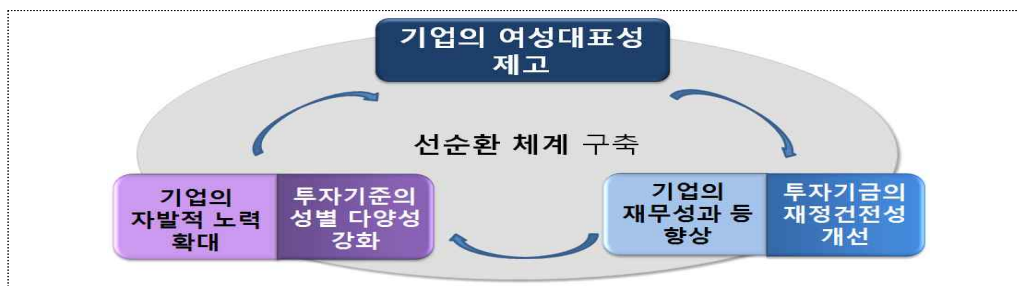 기업의 여성대표성
제고
선순환 체계 구축
기업의
자발적 노력
확대
투자기준의
성별 다양성
강화
기업의
재무성과 등
향상
투자기금의
재정건전성
개선